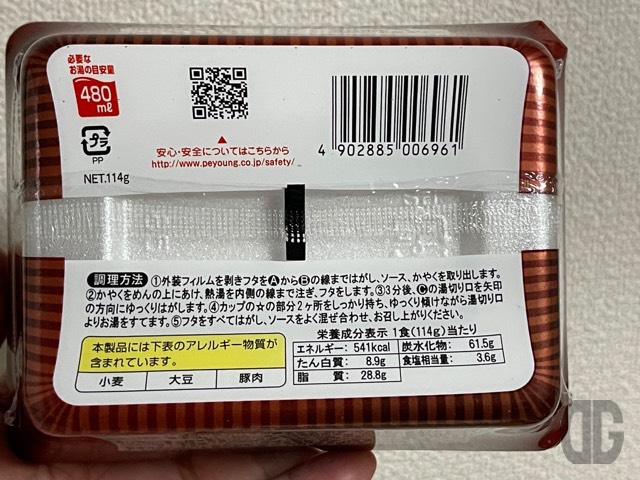 必要な
お湯の目安量
480
mℓ
プラ
PP
NET.114g
安心・安全についてはこちらから
http://www.peyoung.co.jp/safety/
4 902885 006961
調理方法 ①外装フィルムを剥きフタをAからBの線まではがし、ソース、かやくを取り出します。
②かやくをめんの上にあけ、熱湯を内側の線まで注ぎ、フタをします。③3分後、Cの湯切り口を矢印
の方向にゆっくりはがします。④カップの☆の部分2ヶ所をしっかり持ち、ゆっくり傾けながら湯切り口
よりお湯をすてます。⑤フタをすべてはがし、ソースをよく混ぜ合わせ、お召し上がりください。
本製品には下表のアレルギー物質が
含まれています。
小麦 大豆 豚肉
栄養成分表示 1食(114g)当たり
エネルギー: 541kcal 炭水化物: 61.5g
たん白質: 8.9g 食塩相当量: 3.6g
脂質: 28.8g
DG